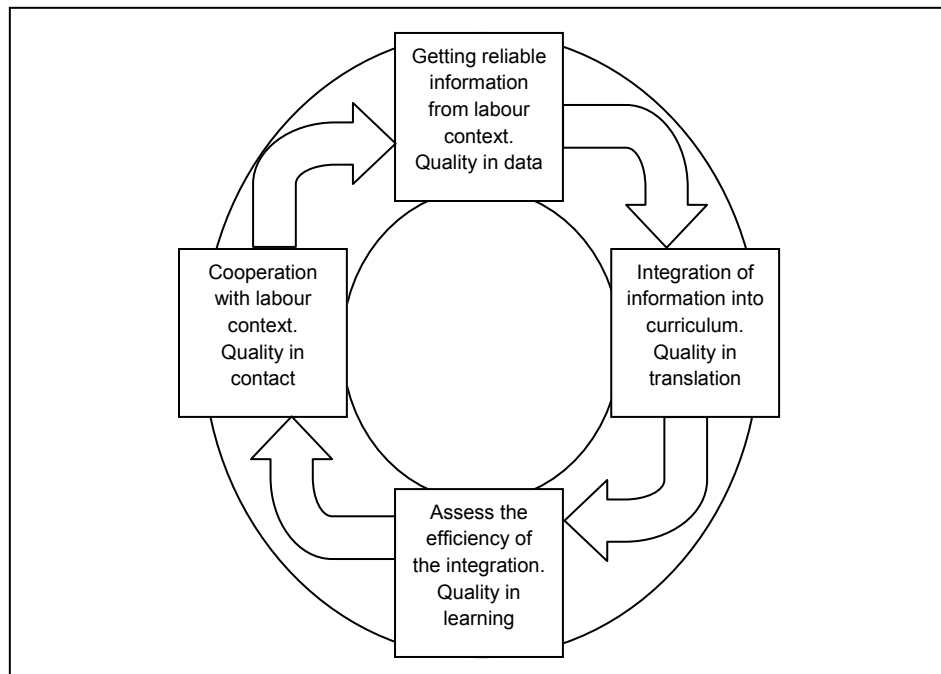 Getting reliable
information
from labour
context.
Quality in data
Cooperation
with labour
context.
Quality in
contact
Integration of
information into
curriculum.
Quality in
translation
Assess the
efficiency of
the integration.
Quality in
learning